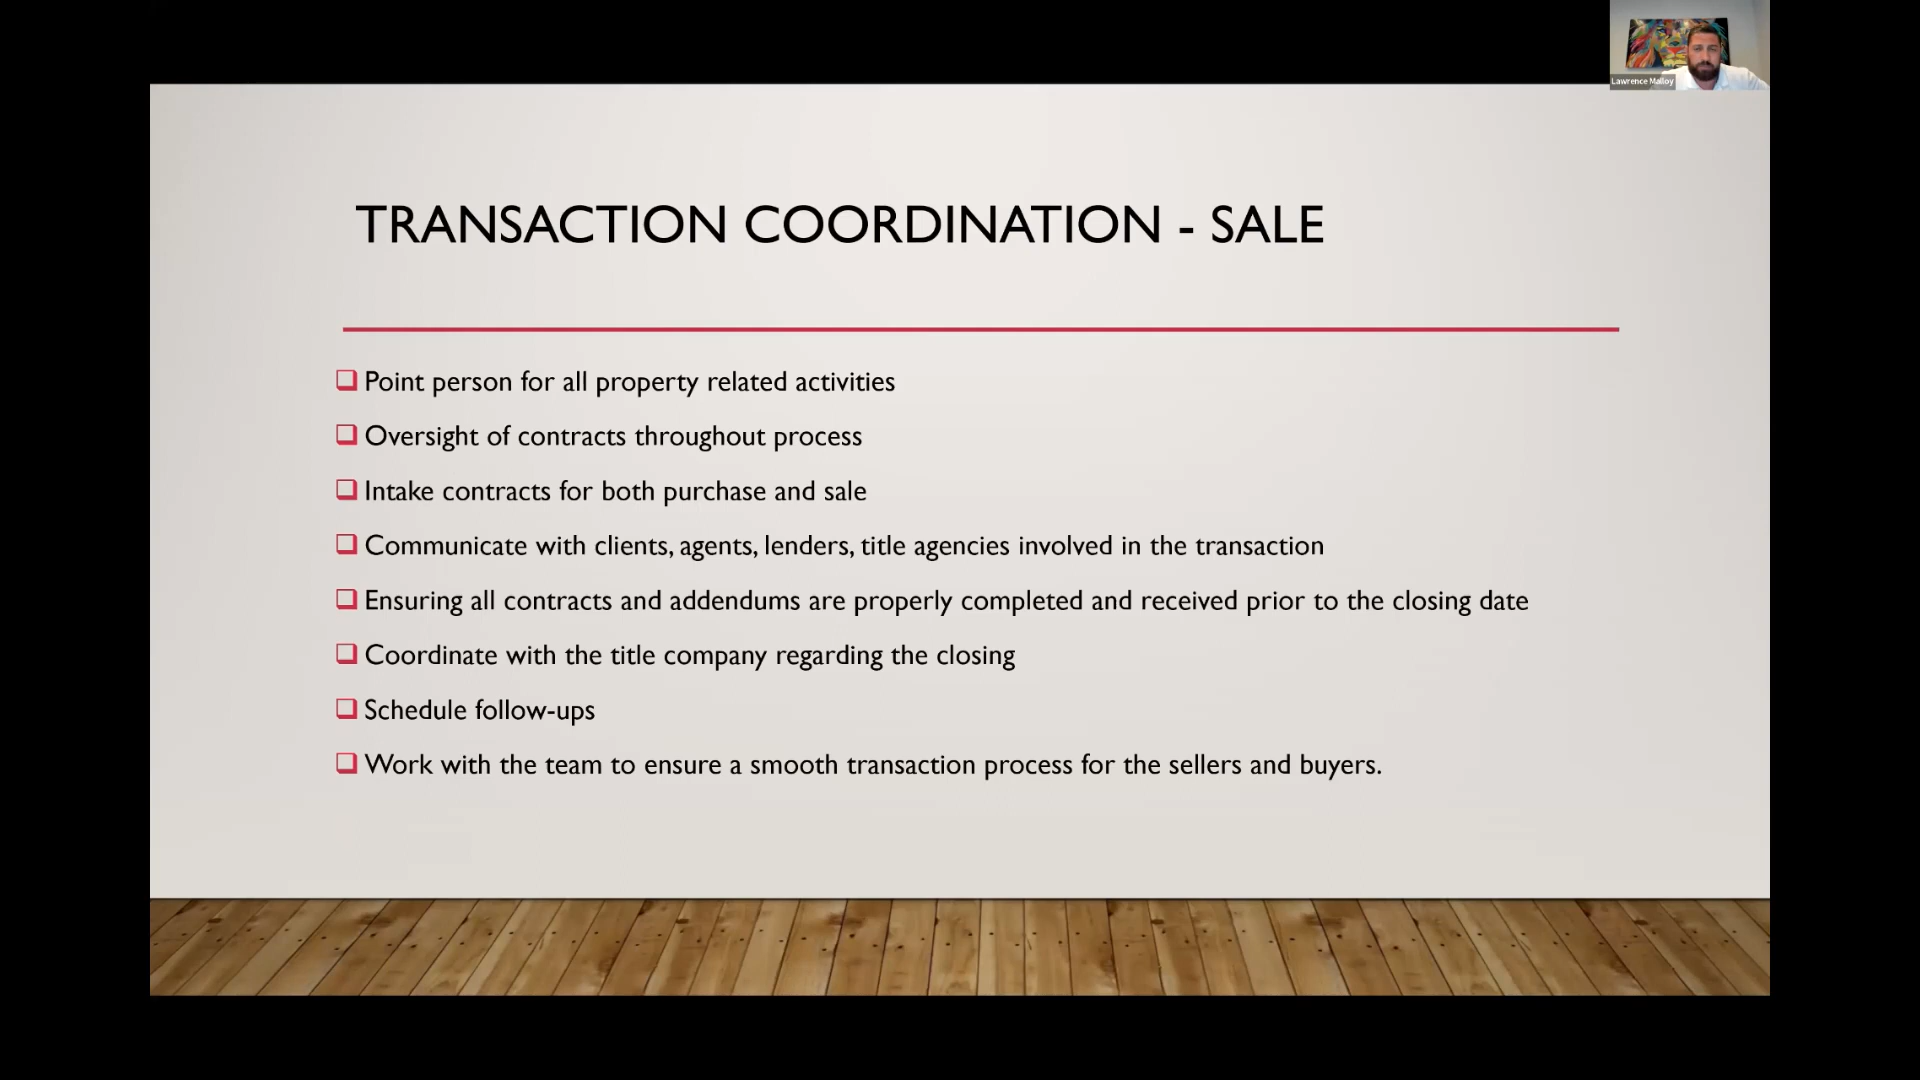 Lawrence Malloy
TRANSACTION COORDINATION - SALE
Point person for all property related activities
Oversight of contracts throughout process
Intake contracts for both purchase and sale
Communicate with clients, agents, lenders, title agencies involved in the transaction
Ensuring all contracts and addendums are properly completed and received prior to the closing date
Coordinate with the title company regarding the closing
Schedule follow-ups
Work with the team to ensure a smooth transaction process for the sellers and buyers.